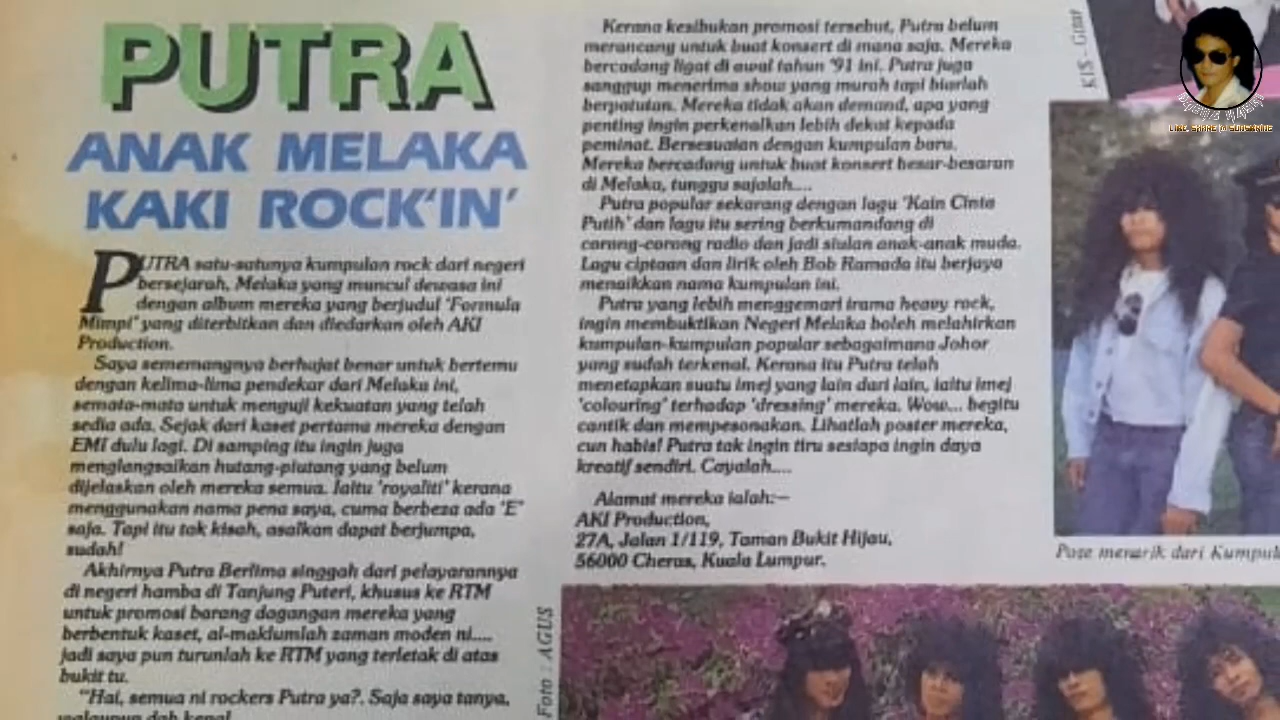 PUTRA
ANAK MELAKA
KAKI ROCK'IN'
PUTRA satu-satunya kumpulan rock dari negeri
bersejarah, Melaka yang muncul dewasa ini
dengan album mereka yang berjudul 'Formula
Mimpi' yang diterbitkan dan diedarkan oleh AKI
Production.
Saya sememangnya berhajat benar untuk bertemu
dengan kelima-lima pendekar dari Melaka ini,
semata-mata untuk menguji kekuatan yang telah
sedia ada. Sejak dari kaset pertama mereka dengan
EMI dulu lagi. Di samping itu ingin juga
menglangsaikan hutang-piutang yang belum
dijelaskan oleh mereka semua. Iaitu 'royaliti' kerana
menggunakan nama pena saya, cuma berbeza ada 'E'
saja. Tapi itu tak kisah, asalkan dapat berjumpa,
sudah!
Akhirnya Putra Berlima singgah dari pelayarannya
di negeri hamba di Tanjung Puteri, khusus ke RTM
untuk promosi barang dagangan mereka yang
berbentuk kaset, al-maklumlah zaman moden ni....
jadi saya pun turunlah ke RTM yang terletak di atas
bukit tu.
"Hai, semua ni rockers Putra ya?. Saja saya tanya,
walaupun dah kenal
Kerana kesibukan promosi tersebut, Putra belum
merancang untuk buat konsert di mana saja. Mereka
bercadang ligat di awal tahun '91 ini. Putra juga
sanggup menerima show yang murah tapi biarlah
berpatutan. Mereka tidak akan demand, apa yang
penting ingin perkenalkan lebih dekat kepada
peminat. Bersesuaian dengan kumpulan baru.
Mereka bercadang untuk buat konsert besar-besaran
di Melaka, tunggu sajalah....
Putra popular sekarang dengan lagu 'Kain Cinta
Putih' dan lagu itu sering berkumandang di
corong-corong radio dan jadi siulan anak-anak muda.
Lagu ciptaan dan lirik oleh Bob Ramada itu berjaya
menaikkan nama kumpulan ini.
Putra yang lebih menggemari irama heavy rock,
ingin membuktikan Negeri Melaka boleh melahirkan
kumpulan-kumpulan popular sebagaimana Johor
yang sudah terkenal. Kerana itu Putra telah
menetapkan suatu imej yang lain dari lain, iaitu imej
'colouring' terhadap 'dressing' mereka. Wow... begitu
cantik dan mempesonakan. Lihatlah poster mereka,
cun habis! Putra tak ingin tiru sesiapa ingin daya
kreatif sendiri. Cayalah....
Alamat mereka ialah:—
AKI Production,
27A, Jalan 1/119, Taman Bukit Hijau,
56000 Cheras, Kuala Lumpur.
Foto : AGUS
KIS - Gitar
LIKE, SHARE N SUBSCRIBE
Pose menarik dari Kumpul